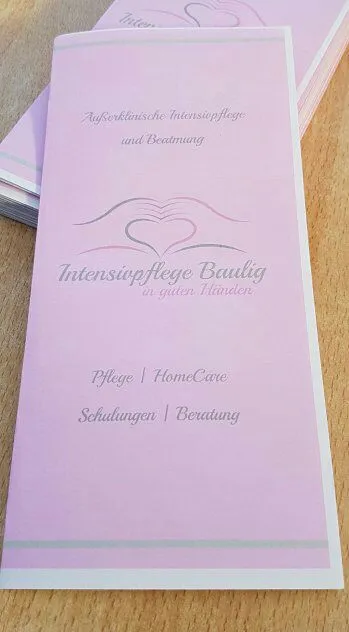 Außerklinische Intensivpflege
und Beatmung
Intensivpflege Baulig
in guten Händen
Pflege | HomeCare
Schulungen | Beratung